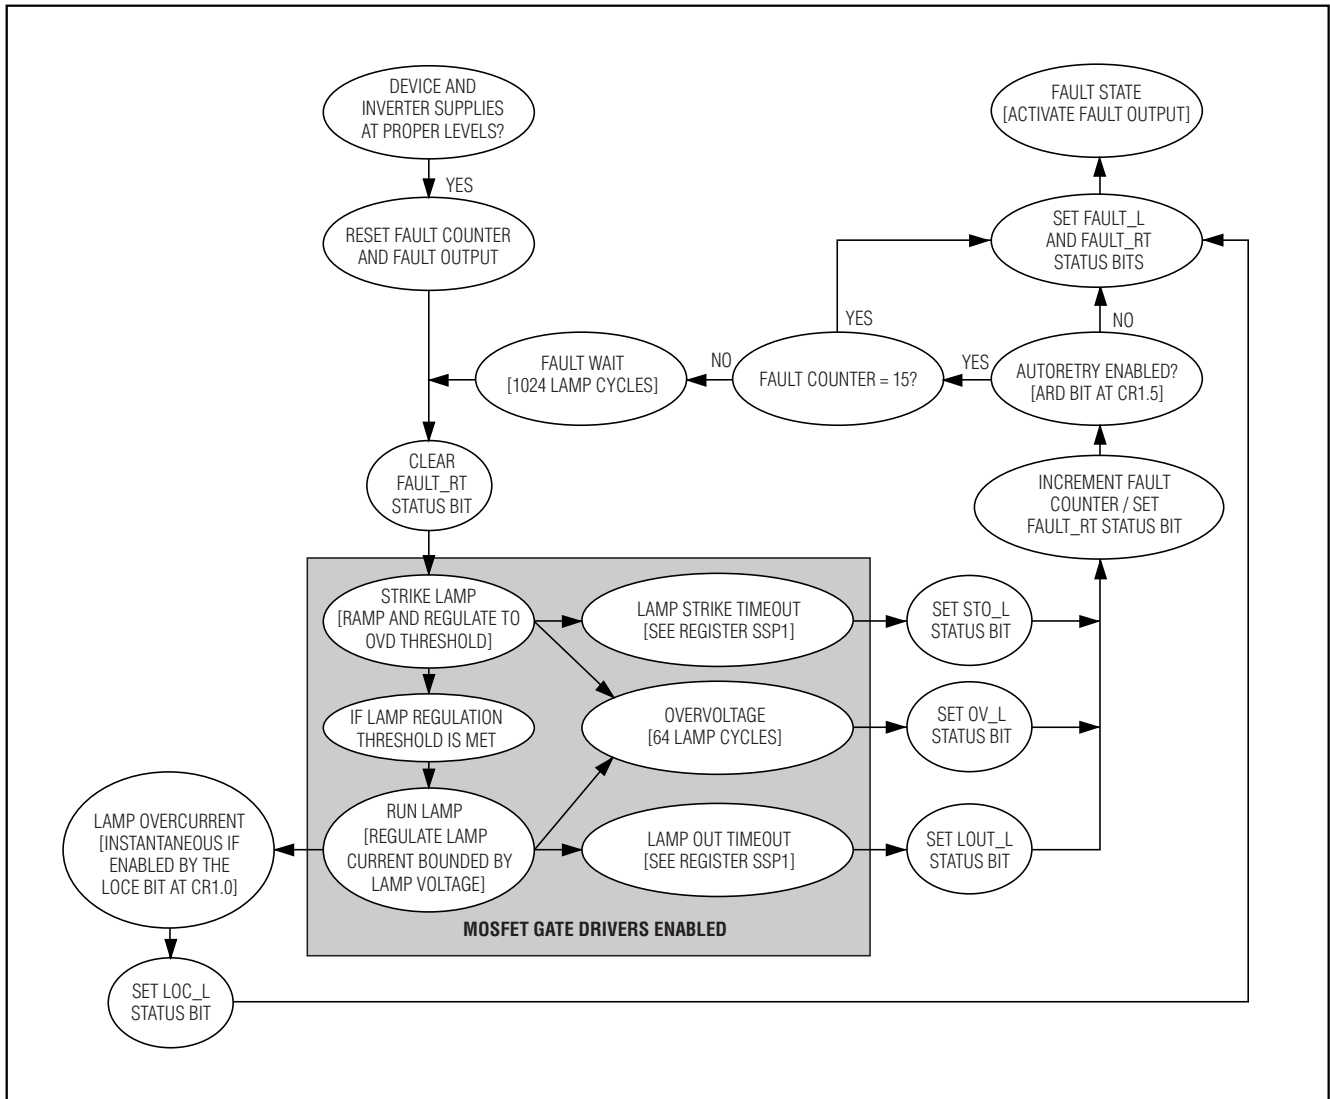 DEVICE AND
INVERTER SUPPLIES
AT PROPER LEVELS?
YES
RESET FAULT COUNTER
AND FAULT OUTPUT
FAULT STATE
[ACTIVATE FAULT OUTPUT]
SET FAULT_L
AND FAULT_RT
STATUS BITS
YES
NO
FAULT WAIT
[1024 LAMP CYCLES]
NO
FAULT COUNTER = 15?
YES
AUTORETRY ENABLED?
[ARD BIT AT CR1.5]
CLEAR
FAULT_RT
STATUS BIT
INCREMENT FAULT
COUNTER / SET
FAULT_RT STATUS BIT
STRIKE LAMP
[RAMP AND REGULATE TO
OVD THRESHOLD]
LAMP STRIKE TIMEOUT
[SEE REGISTER SSP1]
SET STO_L
STATUS BIT
IF LAMP REGULATION
THRESHOLD IS MET
OVERVOLTAGE
[64 LAMP CYCLES]
SET OV_L
STATUS BIT
LAMP OVERCURRENT
[INSTANTANEOUS IF
ENABLED BY THE
LOCE BIT AT CR1.0]
RUN LAMP
[REGULATE LAMP
CURRENT BOUNDED BY
LAMP VOLTAGE]
LAMP OUT TIMEOUT
[SEE REGISTER SSP1]
SET LOUT_L
STATUS BIT
MOSFET GATE DRIVERS ENABLED
SET LOC_L
STATUS BIT